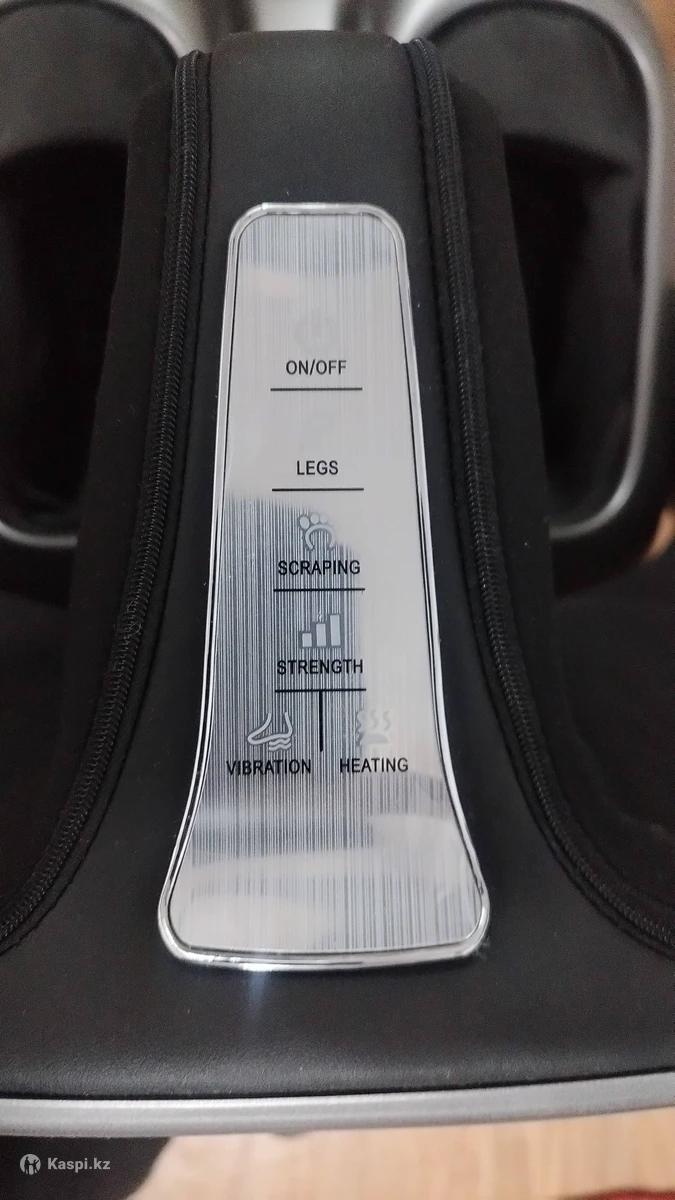 ON/OFF
LEGS
SCRAPING
STRENGTH
VIBRATION HEATING
Kaspi.kz